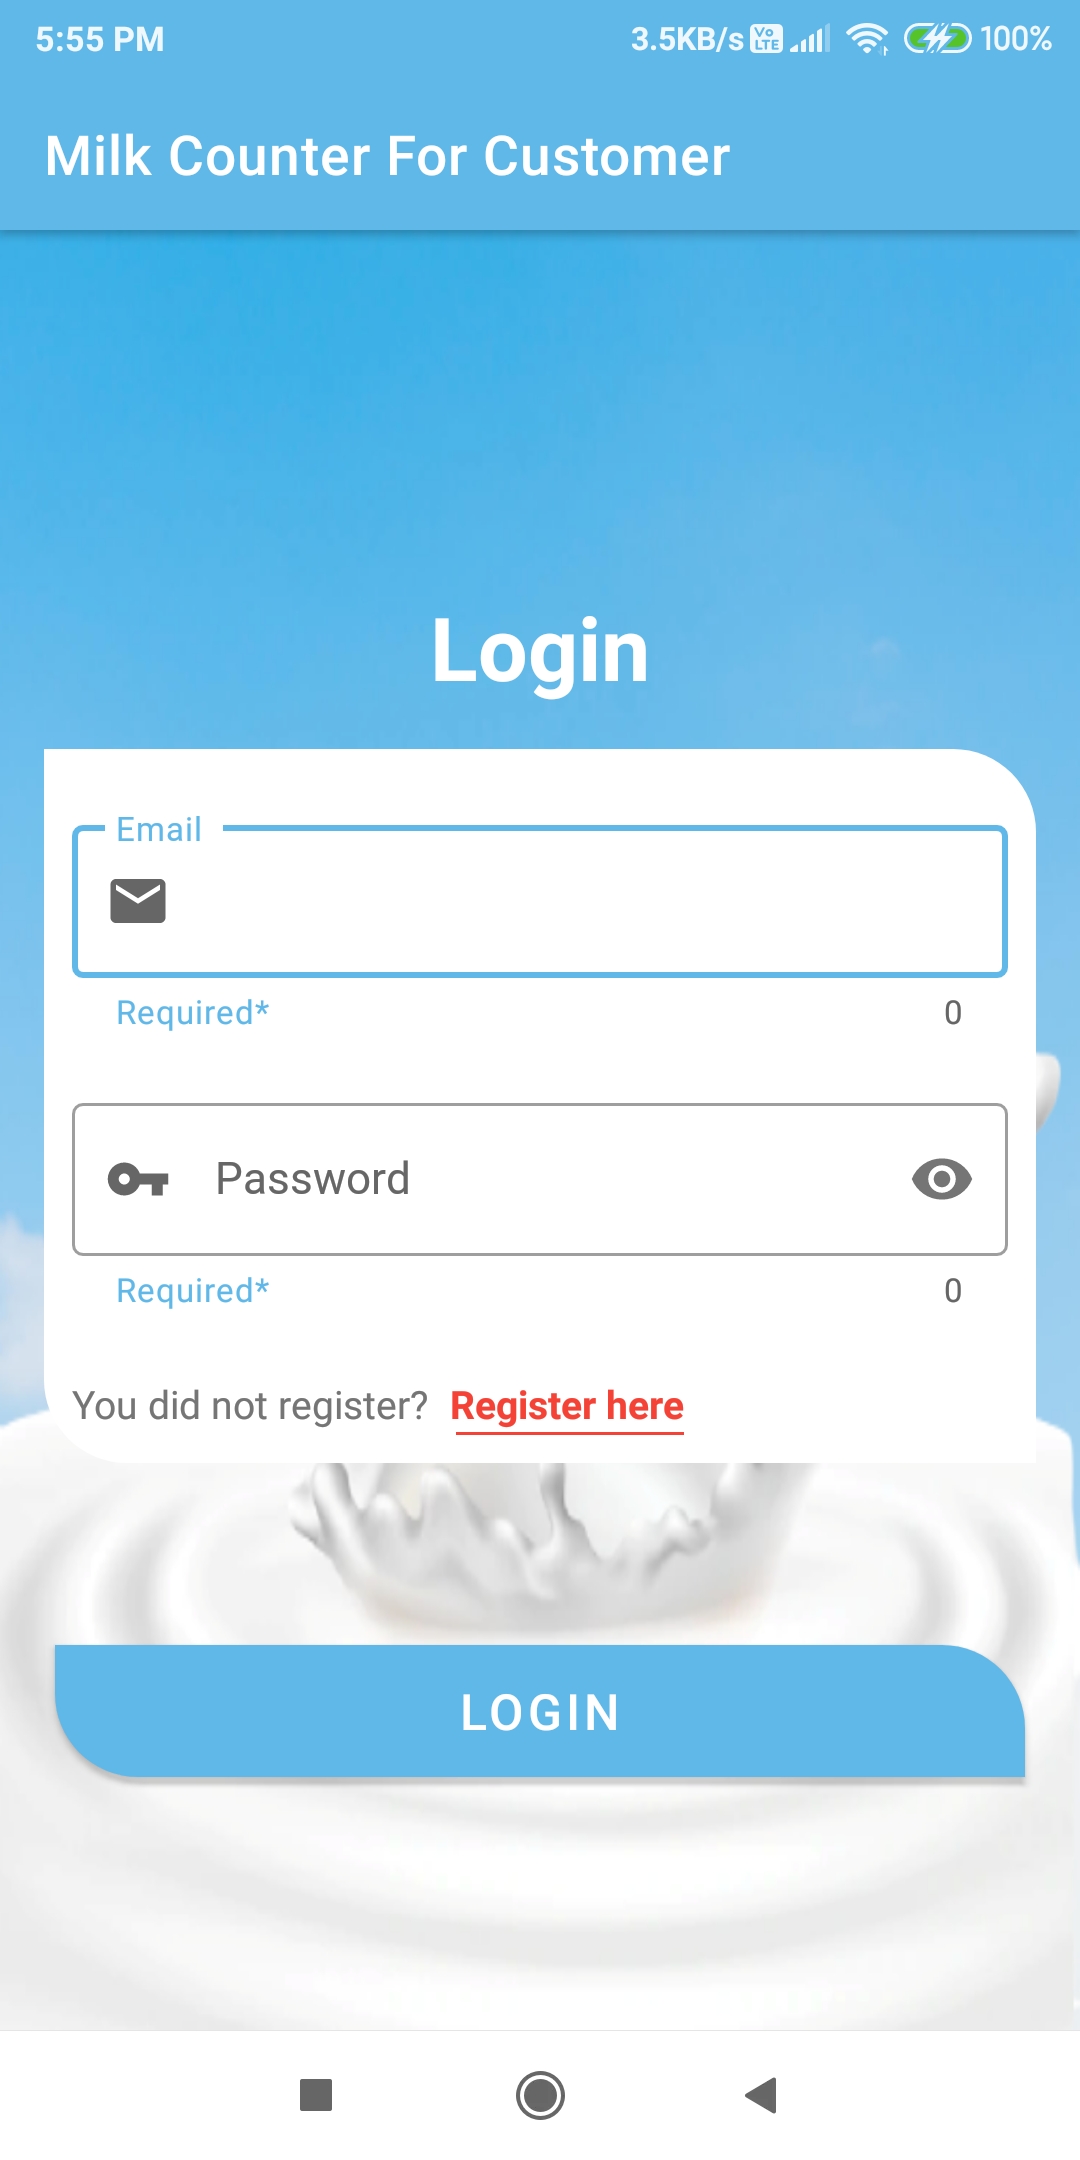 5:55 PM 3.5KB/s Vo LTE 100%
Milk Counter For Customer
Login
Email
Required* 0
Password
Required* 0
You did not register? Register here
LOGIN